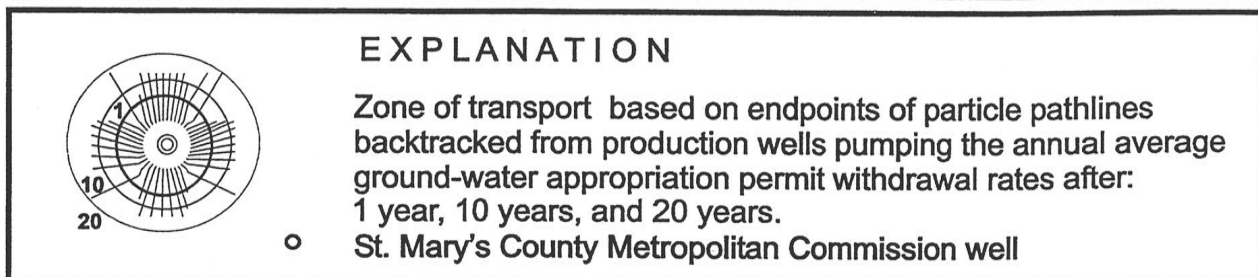 EXPLANATION
1
10
20
Zone of transport based on endpoints of particle pathlines
backtracked from production wells pumping the annual average
ground-water appropriation permit withdrawal rates after:
1 year, 10 years, and 20 years.
St. Mary's County Metropolitan Commission well